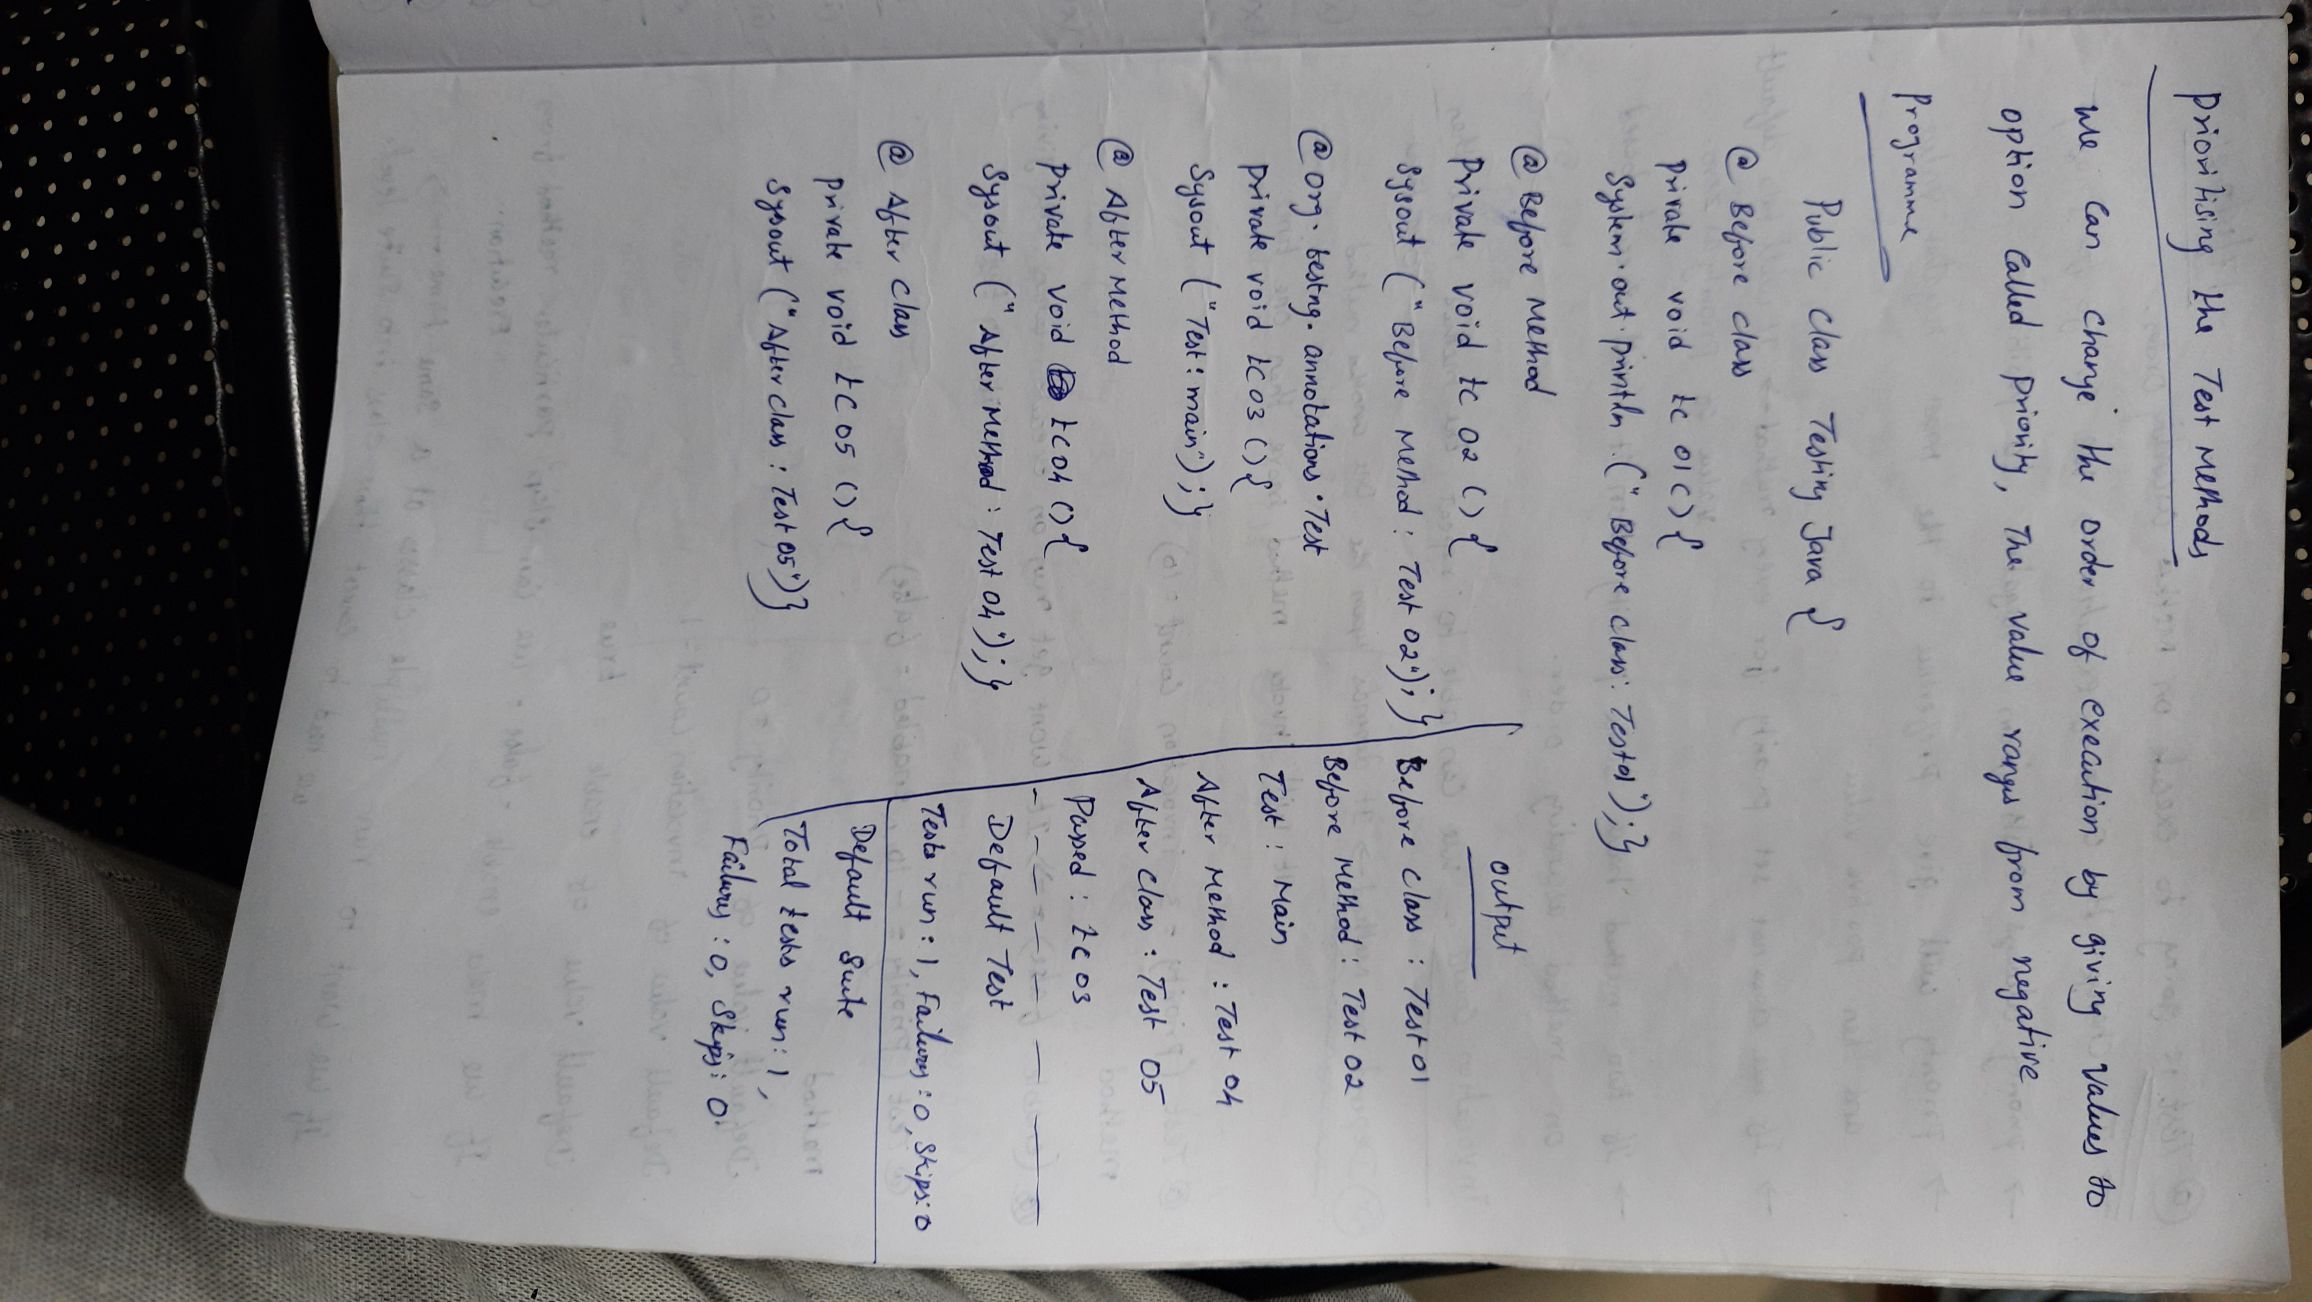 Prioritising the Test Methods
We can change the order of execution by giving values to
option called priority, The value ranges from negative
Programme
Public class Testing Java {
@ Before class
Private void tc 01() {
System.out.println ("Before class: Test01");}
@ Before Method
Private void tc 02 () {
Sysout ("Before Method: Test 02");}
@ org. testng. annotations. Test
Private void tc 03 () {
Sysout ("Test: main");}
@ After Method
Private void tc 04 () {
Sysout ("After Method: Test 04");}
@ After class
Private void tc 05 () {
Sysout ("After class: Test 05")}
output
Before class : Test 01
Before Method: Test 02
Test : Main
After Method : Test 04
After class : Test 05
Passed : tc 03
Default Test
Tests run: 1, Failures: 0, Skips: 0
Default Suite
Total tests run: 1,
Failures : 0, Skips: 0